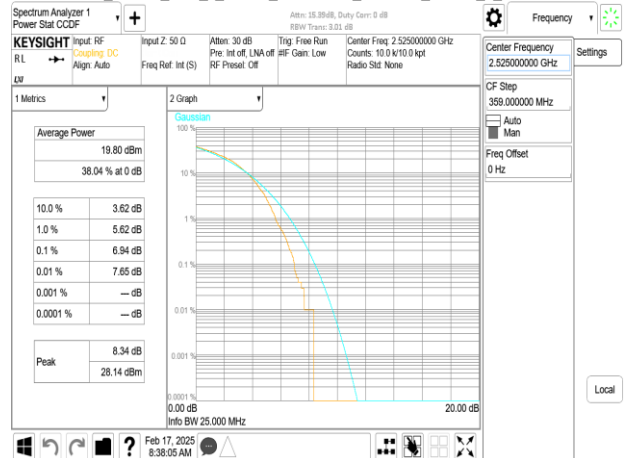 Spectrum Analyzer 1
Power Stat CCDF
Attn: 15.39dB, Duty Corr: 0 dB
RBW Trans: 3.01 dB
Frequency
KEYSIGHT
RL
Input: RF
Coupling: DC
Align: Auto
Input Z: 50 Ω
Freq Ref: Int (S)
Atten: 30 dB
Pre: Int off, LNA off
RF Preset: Off
Trig: Free Run
#IF Gain: Low
Center Freq: 2.525000000 GHz
Counts: 10.0 k/10.0 kpt
Radio Std: None
LXI
Center Frequency
2.525000000 GHz
Settings
CF Step
359.000000 MHz
Auto
Man
Freq Offset
0 Hz
1 Metrics
Average Power
19.80 dBm
38.04 % at 0 dB
10.0 % 3.62 dB
1.0 % 5.62 dB
0.1 % 6.94 dB
0.01 % 7.65 dB
0.001 % --- dB
0.0001 % --- dB
Peak
8.34 dB
28.14 dBm
2 Graph
Gaussian
100 %
10 %
1 %
0.1 %
0.01 %
0.001 %
0.0001 %
0.00 dB 20.00 dB
Info BW 25.000 MHz
Local
?
Feb 17, 2025
8:38:05 AM